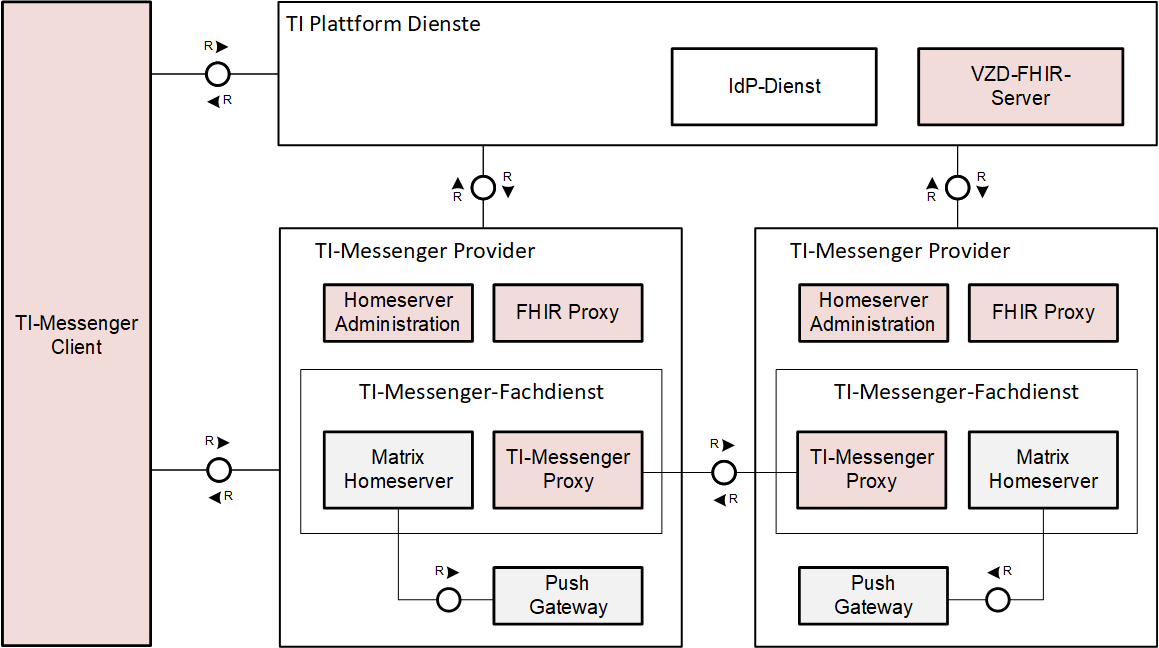 TI Plattform Dienste
R
R
IdP-Dienst
VZD-FHIR-
Server
R
R
R
R
TI-Messenger
Client
TI-Messenger Provider
Homeserver
Administration
FHIR Proxy
TI-Messenger-Fachdienst
R
R
Matrix
Homeserver
TI-Messenger
Proxy
R
Push
Gateway
R
R
TI-Messenger Provider
Homeserver
Administration
FHIR Proxy
TI-Messenger-Fachdienst
TI-Messenger
Proxy
Matrix
Homeserver
R
Push
Gateway